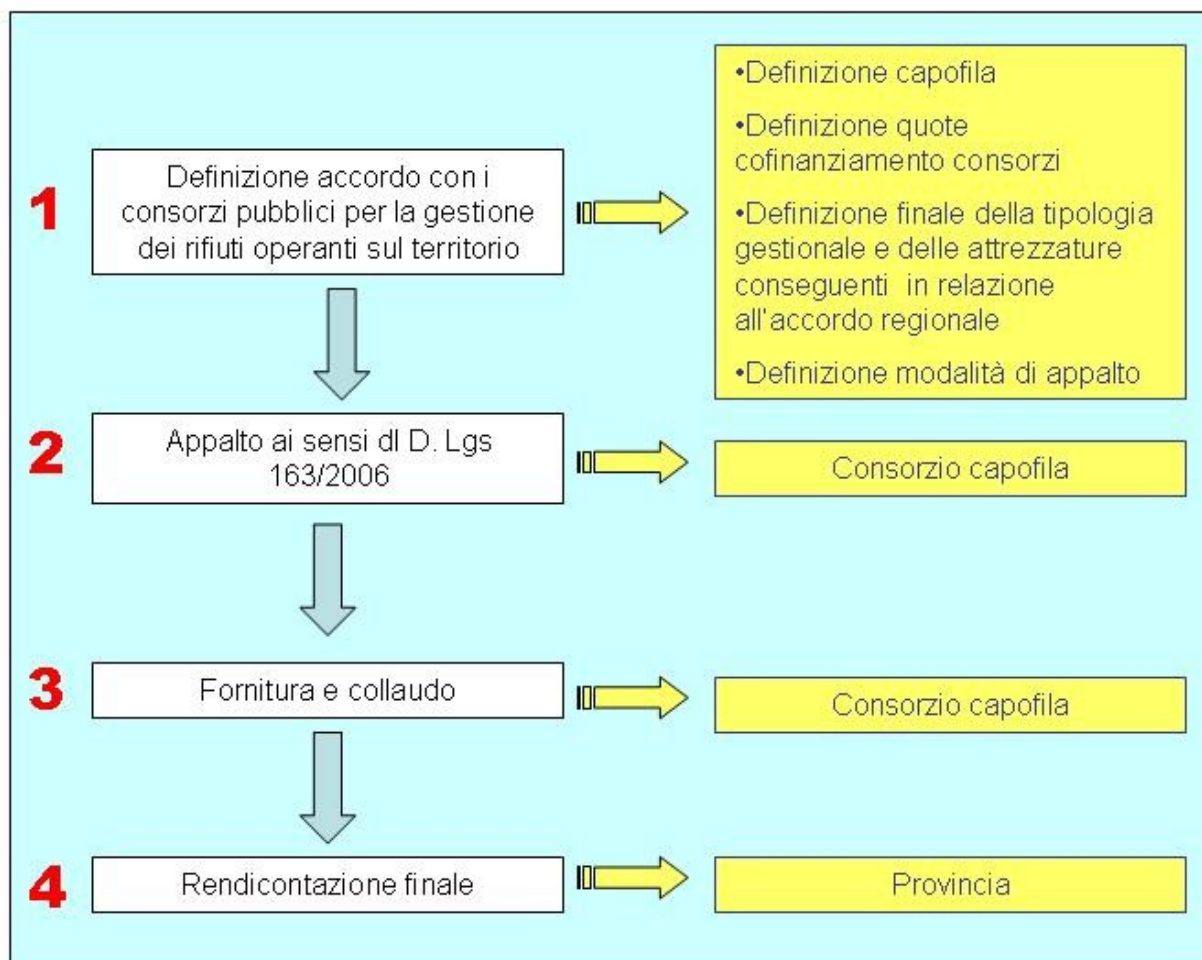 1
Definizione accordo con i
consorzi pubblici per la gestione
dei rifiuti operanti sul territorio
•Definizione capofila
•Definizione quote
cofinanziamento consorzi
•Definizione finale della tipologia
gestionale e delle attrezzature
conseguenti in relazione
all'accordo regionale
•Definizione modalità di appalto
2
Appalto ai sensi dl D. Lgs
163/2006
Consorzio capofila
3
Fornitura e collaudo
Consorzio capofila
4
Rendicontazione finale
Provincia